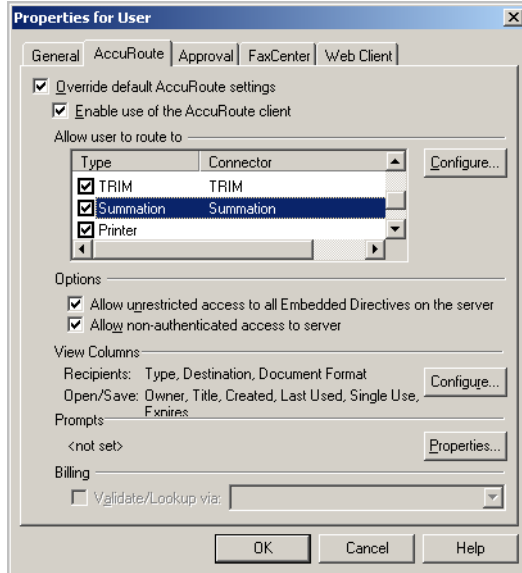 Properties for User
General AccuRoute Approval FaxCenter Web Client
Override default AccuRoute settings
Enable use of the AccuRoute client
Allow user to route to
Type Connector Configure...
TRIM TRIM
Summation Summation
Printer
Options
Allow unrestricted access to all Embedded Directives on the server
Allow non-authenticated access to server
View Columns
Recipients: Type, Destination, Document Format
Configure...
Open/Save: Owner, Title, Created, Last Used, Single Use,
Expires
Prompts
<not set> Properties...
Billing
Validate/Lookup via:
OK Cancel Help